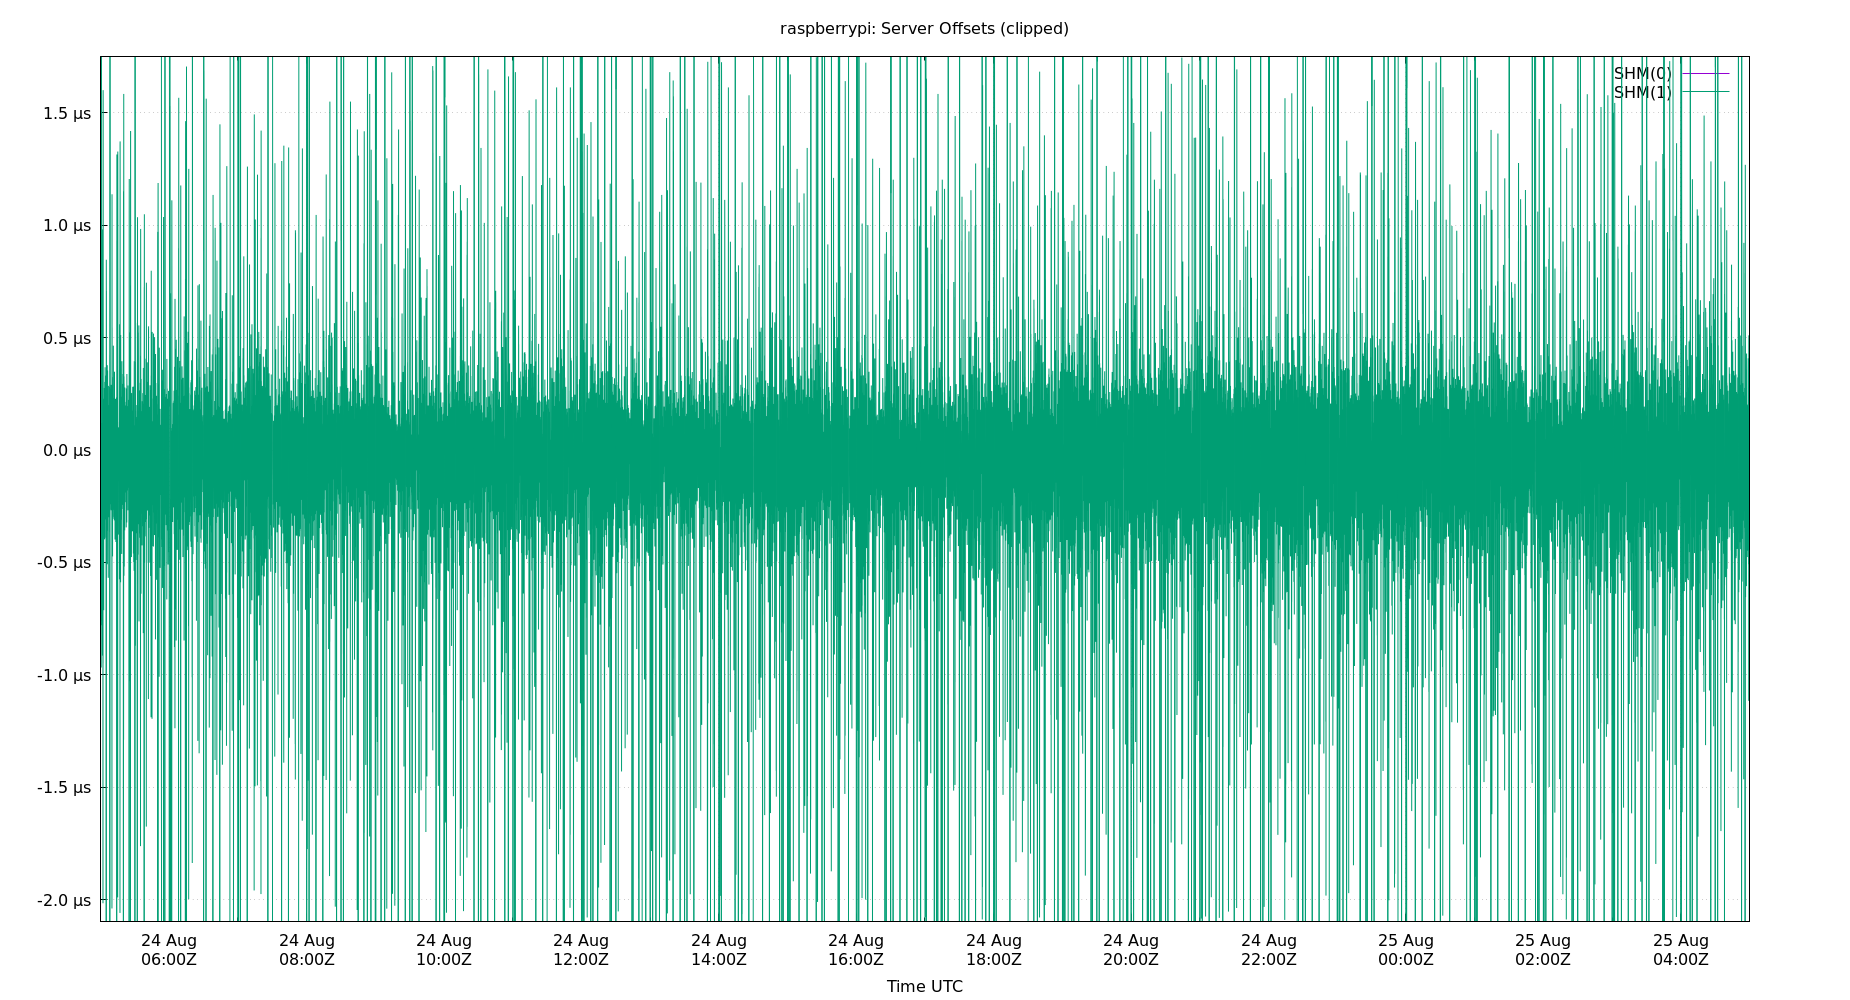 raspberrypi: Server Offsets (clipped)
SHM(0)
SHM(1)
1.5 µs
1.0 µs
0.5 µs
0.0 µs
-0.5 µs
-1.0 µs
-1.5 µs
-2.0 µs
24 Aug 24 Aug 24 Aug 24 Aug 24 Aug 24 Aug 24 Aug 24 Aug 24 Aug 25 Aug 25 Aug 25 Aug
06:00Z 08:00Z 10:00Z 12:00Z 14:00Z 16:00Z 18:00Z 20:00Z 22:00Z 00:00Z 02:00Z 04:00Z
Time UTC